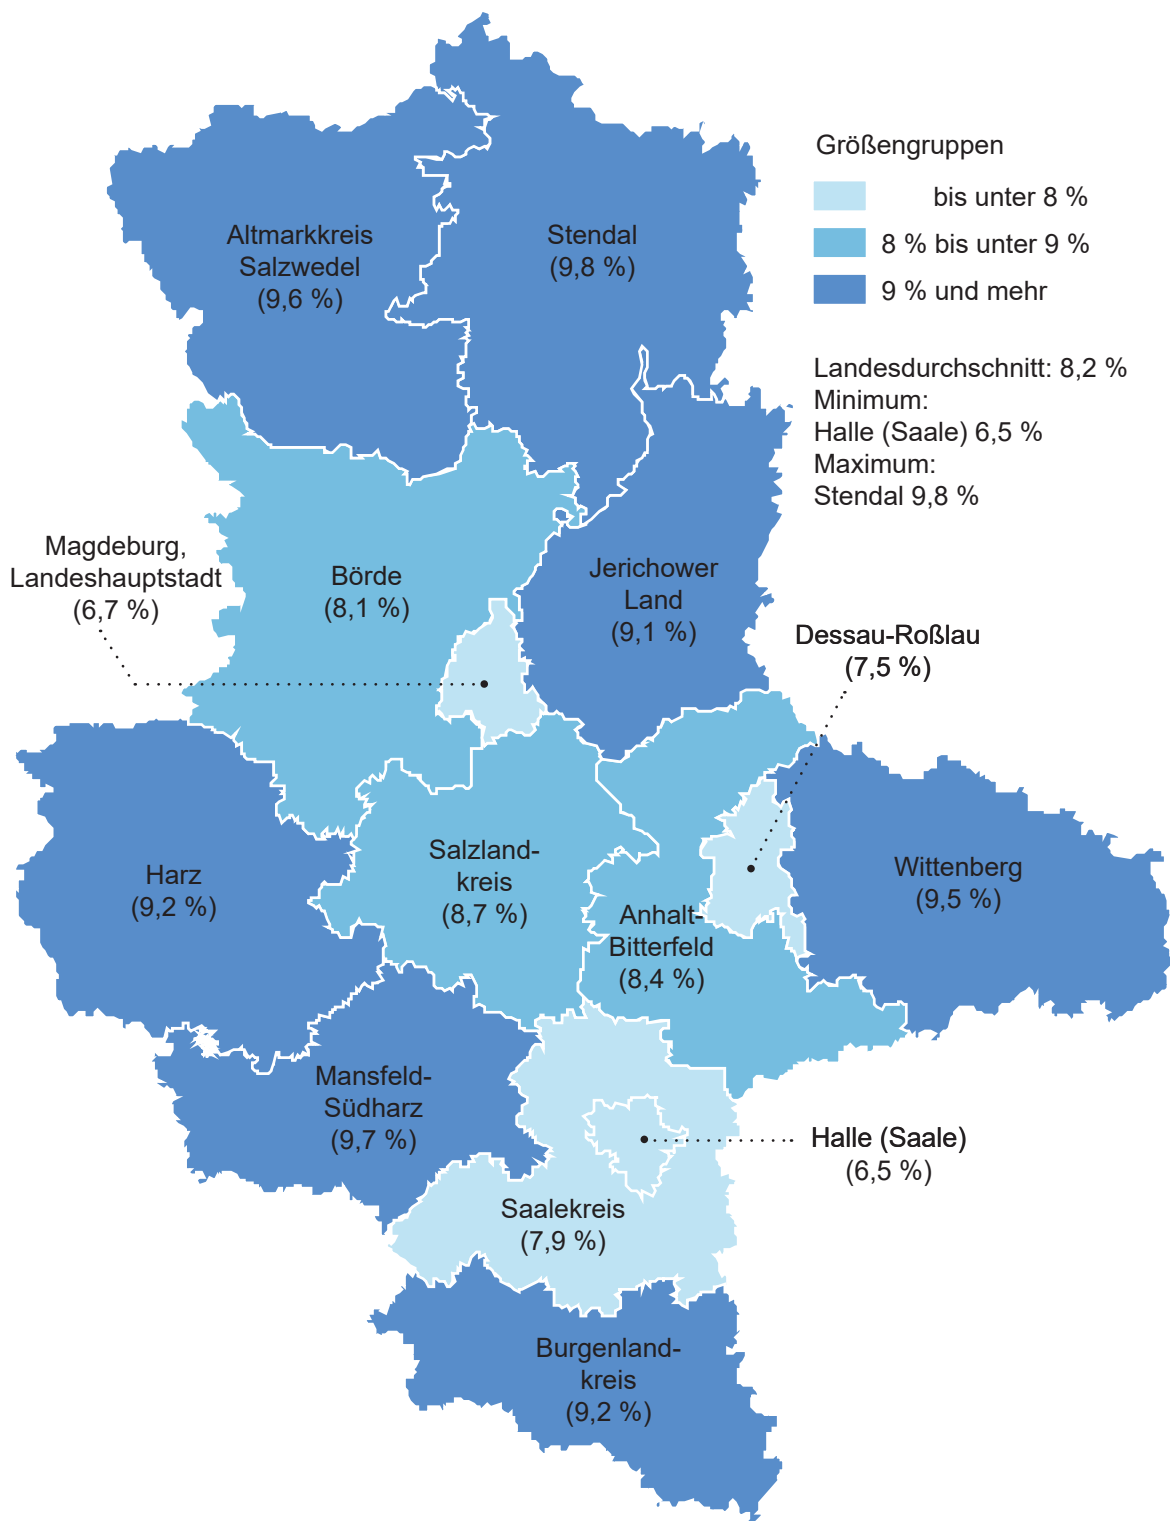 Größengruppen
bis unter 8 %
8 % bis unter 9 %
9 % und mehr
Landesdurchschnitt: 8,2 %
Minimum:
Halle (Saale) 6,5 %
Maximum:
Stendal 9,8 %
Altmarkkreis
Salzwedel
(9,6 %)
Stendal
(9,8 %)
Magdeburg,
Landeshauptstadt
(6,7 %)
Börde
(8,1 %)
Jerichower
Land
(9,1 %)
Dessau-Roßlau
(7,5 %)
Harz
(9,2 %)
Salzland-
kreis
(8,7 %)
Anhalt-
Bitterfeld
(8,4 %)
Wittenberg
(9,5 %)
Mansfeld-
Südharz
(9,7 %)
Halle (Saale)
(6,5 %)
Saalekreis
(7,9 %)
Burgenland-
kreis
(9,2 %)